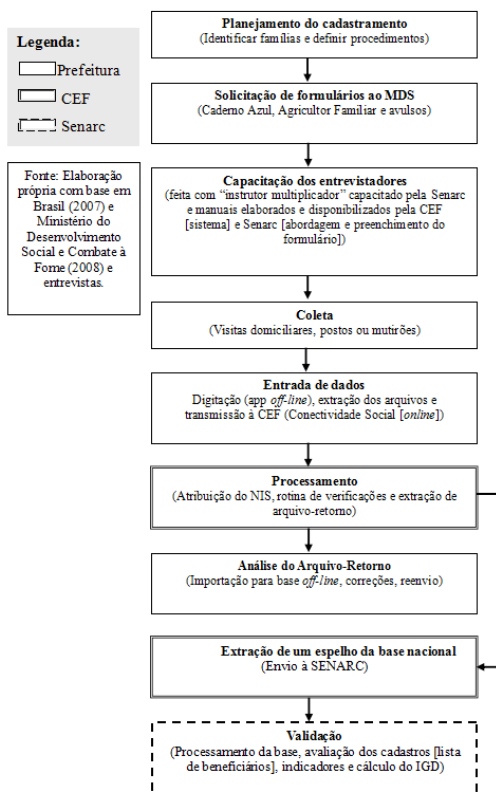 Legenda:
Prefeitura
CEF
Senarc
Fonte: Elaboração
própria com base em
Brasil (2007) e
Ministério do
Desenvolvimento
Social e Combate à
Fome (2008) e
entrevistas.
Planejamento do cadastramento
(Identificar famílias e definir procedimentos)
Solicitação de formulários ao MDS
(Caderno Azul, Agricultor Familiar e avulsos)
Capacitação dos entrevistadores
(feita com “instrutor multiplicador” capacitado pela Senarc
e manuais elaborados e disponibilizados pela CEF
[sistema] e Senarc [abordagem e preenchimento do
formulário])
Coleta
(Visitas domiciliares, postos ou mutirões)
Entrada de dados
Digitação (app off-line), extração dos arquivos e
transmissão à CEF (Conectividade Social [online])
Processamento
(Atribuição do NIS, rotina de verificações e extração de
arquivo-retorno)
Análise do Arquivo-Retorno
(Importação para base off-line, correções, reenvio)
Extração de um espelho da base nacional
(Envio à SENARC)
Validação
(Processamento da base, avaliação dos cadastros [lista
de beneficiários], indicadores e cálculo do IGD)